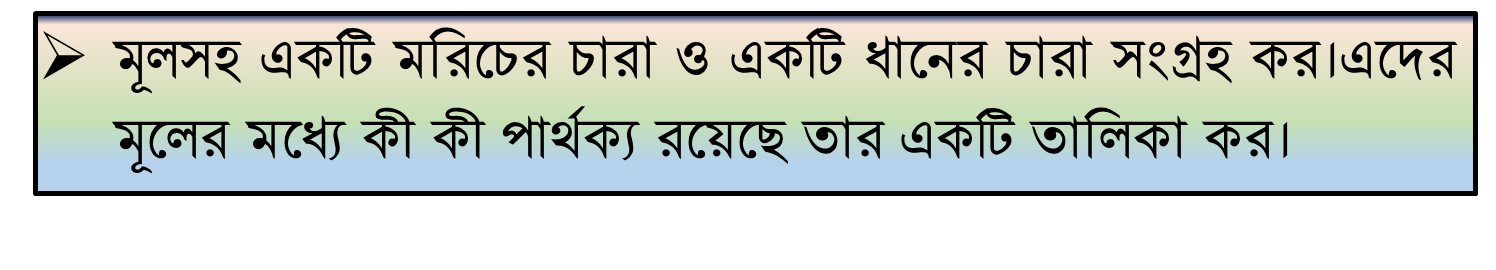 ➢ মূলসহ একটি মরিচের চারা ও একটি ধানের চারা সংগ্রহ কর।এদের
মূলের মধ্যে কী কী পার্থক্য রয়েছে তার একটি তালিকা কর।